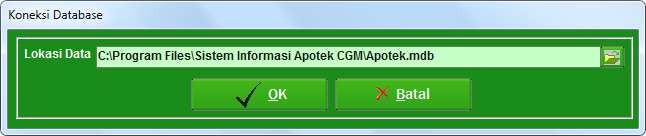 Koneksi Database
Lokasi Data C:\Program Files\Sistem Informasi Apotek CGM\Apotek.mdb
OK Batal